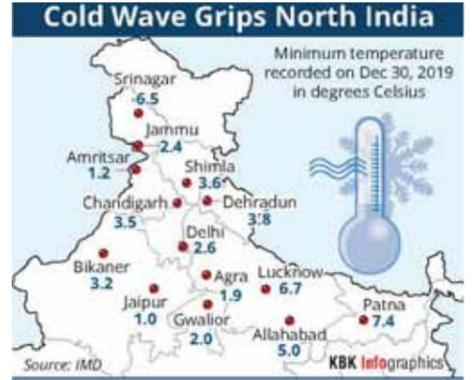 Cold Wave Grips North India
Minimum temperature
recorded on Dec 30, 2019
in degrees Celsius
Srinagar
-6.5
Jammu
2.4
Amritsar
1.2
Shimla
3.6
Chandigarh
3.5
Dehradun
3.8
Delhi
2.6
Bikaner
3.2
Agra
1.9
Lucknow
6.7
Jaipur
1.0
Gwalior
2.0
Patna
7.4
Allahabad
5.0
Source: IMD
KBK Infographics